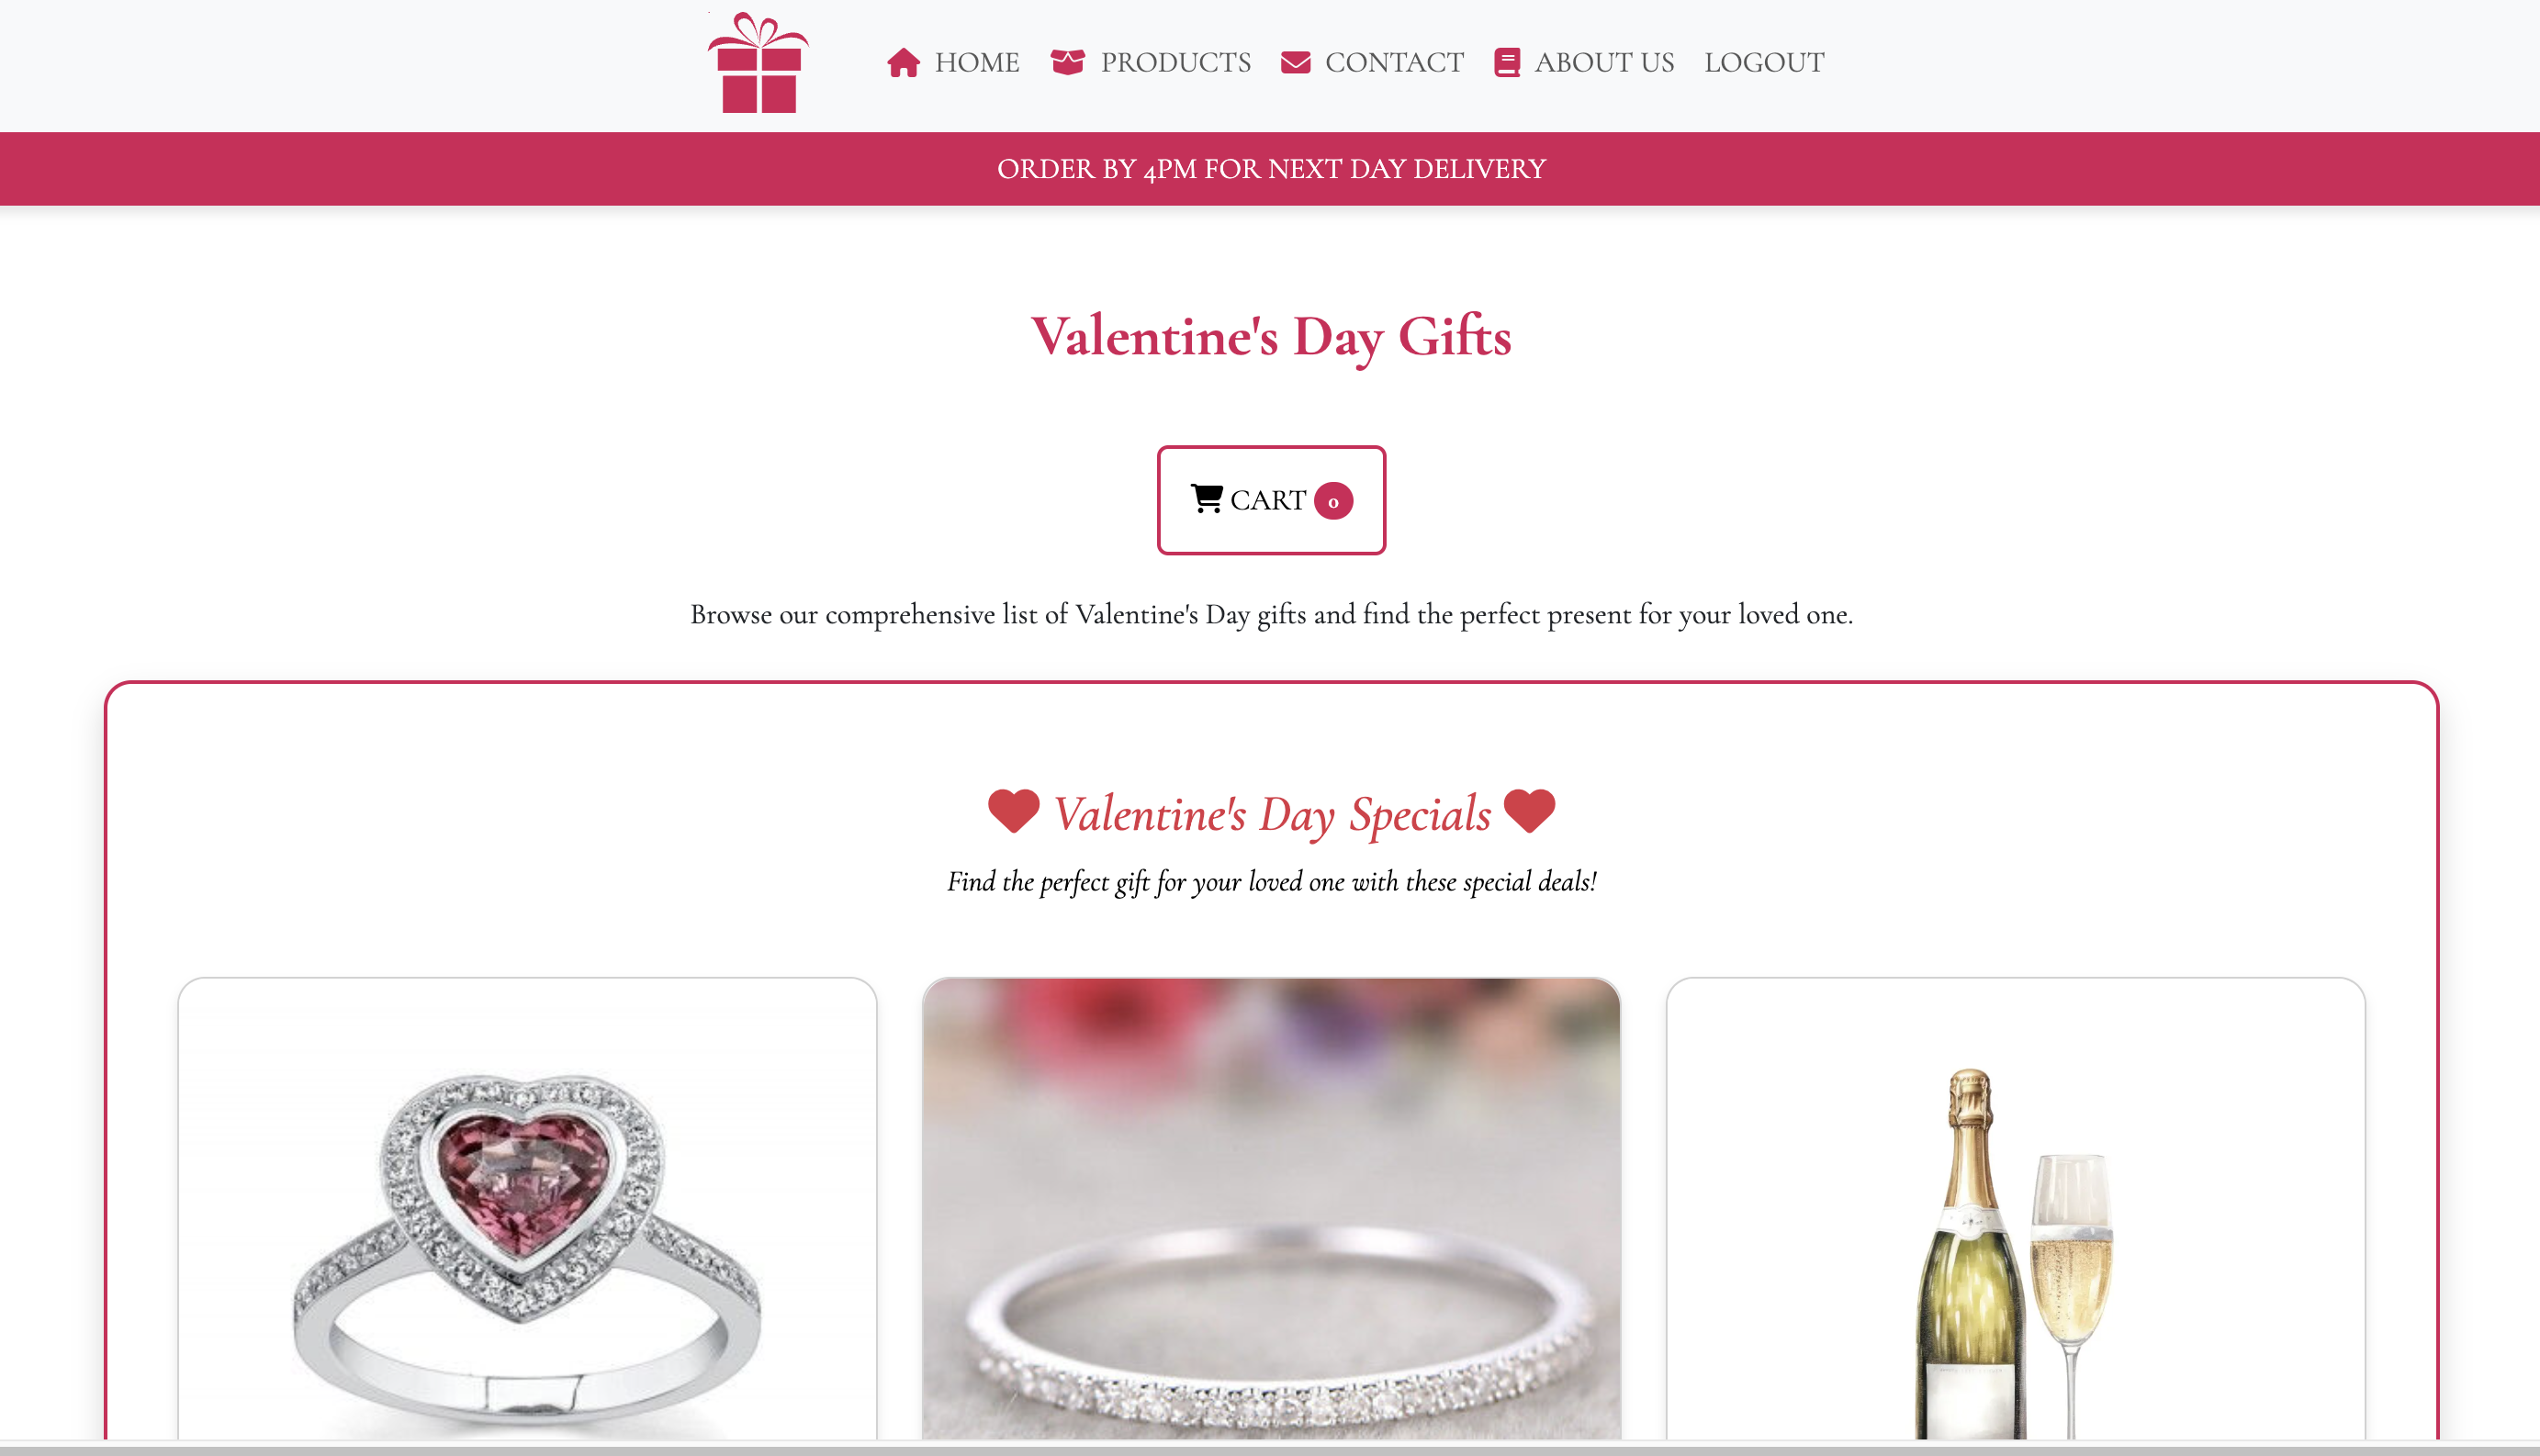 HOME PRODUCTS CONTACT ABOUT US LOGOUT
ORDER BY 4PM FOR NEXT DAY DELIVERY
Valentine's Day Gifts
CART 0
Browse our comprehensive list of Valentine's Day gifts and find the perfect present for your loved one.
Valentine's Day Specials
Find the perfect gift for your loved one with these special deals!